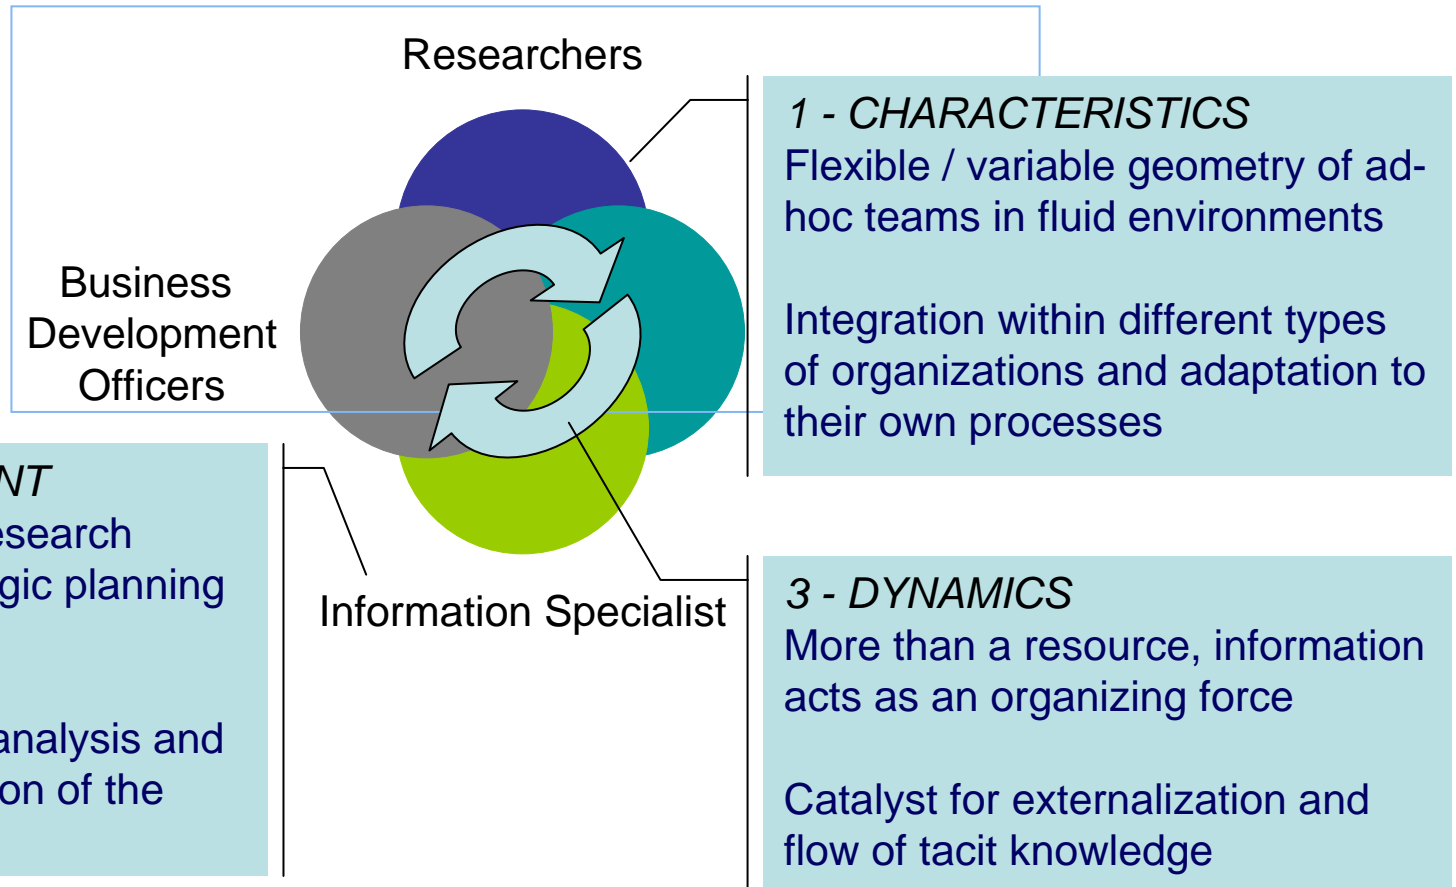 Researchers
1 - CHARACTERISTICS
Flexible / variable geometry of ad-
hoc teams in fluid environments
Integration within different types
of organizations and adaptation to
their own processes
Business
Development
Officers
NT
esearch
gic planning
analysis and
on of the
Information Specialist
3 - DYNAMICS
More than a resource, information
acts as an organizing force
Catalyst for externalization and
flow of tacit knowledge